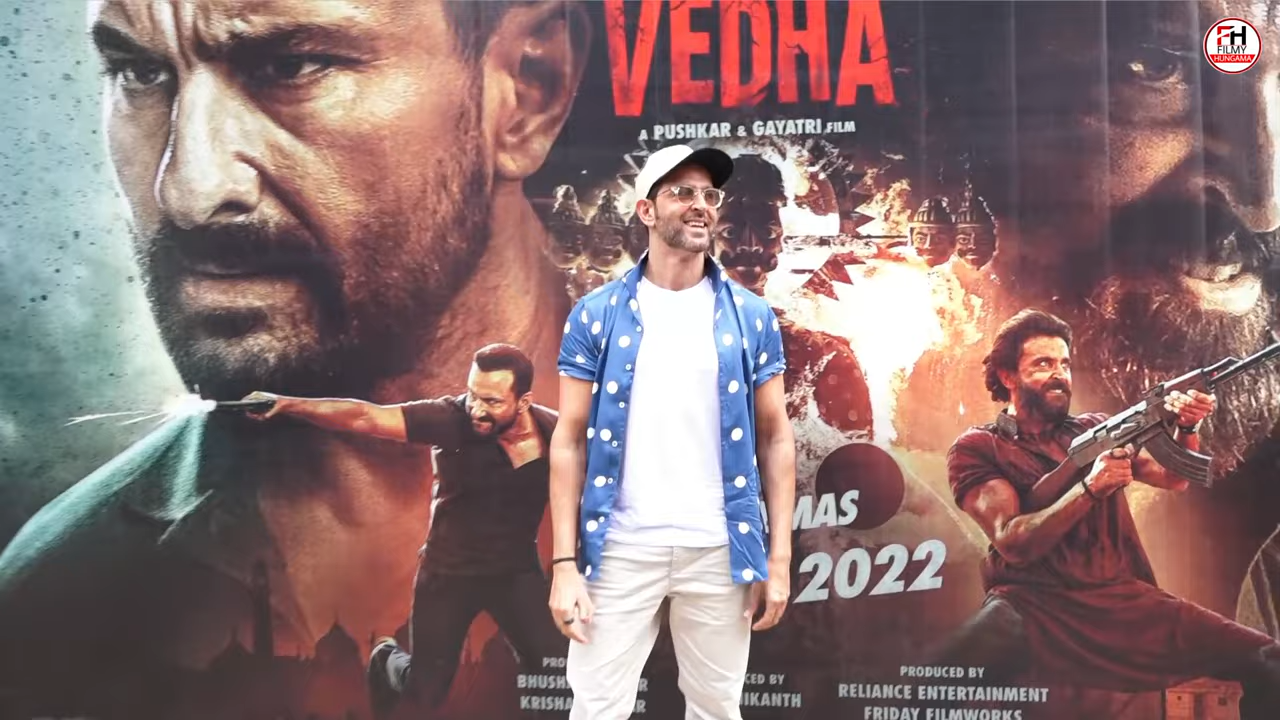 VEDHA
A PUSHKAR & GAYATRI FILM
FH
FILMY
HUNGAMA
MAS
2022
PRODUCED BY
RELIANCE ENTERTAINMENT
FRIDAY FILMWORKS